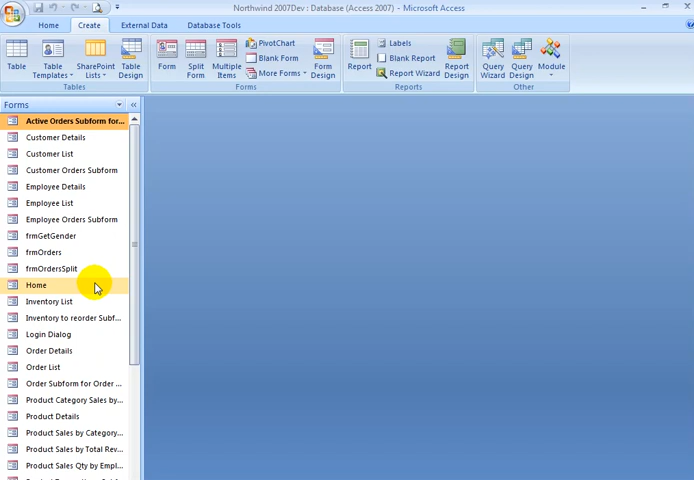 Northwind 2007Dev : Database (Access 2007) - Microsoft Access
Home Create External Data Database Tools
Table
Table Templates
SharePoint Lists
Table Design
Tables
Form
Split Form
Multiple Items
PivotChart
Blank Form
More Forms
Form Design
Forms
Report
Labels
Blank Report
Report Wizard
Report Design
Reports
Query Wizard
Query Design
Module
Other
Forms
Active Orders Subform for...
Customer Details
Customer List
Customer Orders Subform
Employee Details
Employee List
Employee Orders Subform
frmGetGender
frmOrders
frmOrdersSplit
Home
Inventory List
Inventory to reorder Subf...
Login Dialog
Order Details
Order List
Order Subform for Order ...
Product Category Sales by...
Product Details
Product Sales by Category...
Product Sales by Total Rev...
Product Sales Qty by Empl...